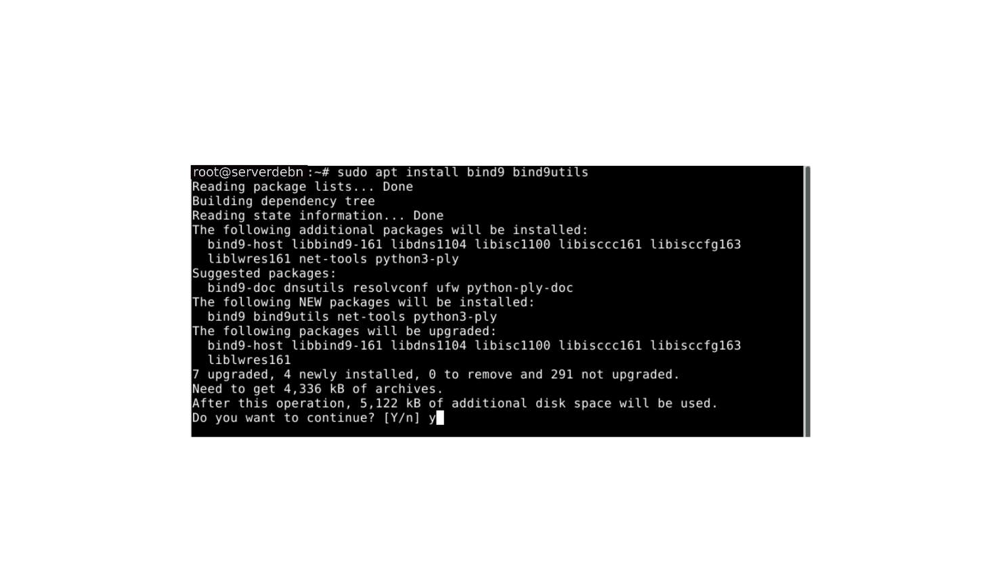 root@serverdebn:~# sudo apt install bind9 bind9utils
Reading package lists... Done
Building dependency tree
Reading state information... Done
The following additional packages will be installed:
  bind9-host libbind9-161 libdns1104 libisc1100 libisccc161 libisccfg163
  liblwres161 net-tools python3-ply
Suggested packages:
  bind9-doc dnsutils resolvconf ufw python-ply-doc
The following NEW packages will be installed:
  bind9 bind9utils net-tools python3-ply
The following packages will be upgraded:
  bind9-host libbind9-161 libdns1104 libisc1100 libisccc161 libisccfg163
  liblwres161
7 upgraded, 4 newly installed, 0 to remove and 291 not upgraded.
Need to get 4,336 kB of archives.
After this operation, 5,122 kB of additional disk space will be used.
Do you want to continue? [Y/n] y